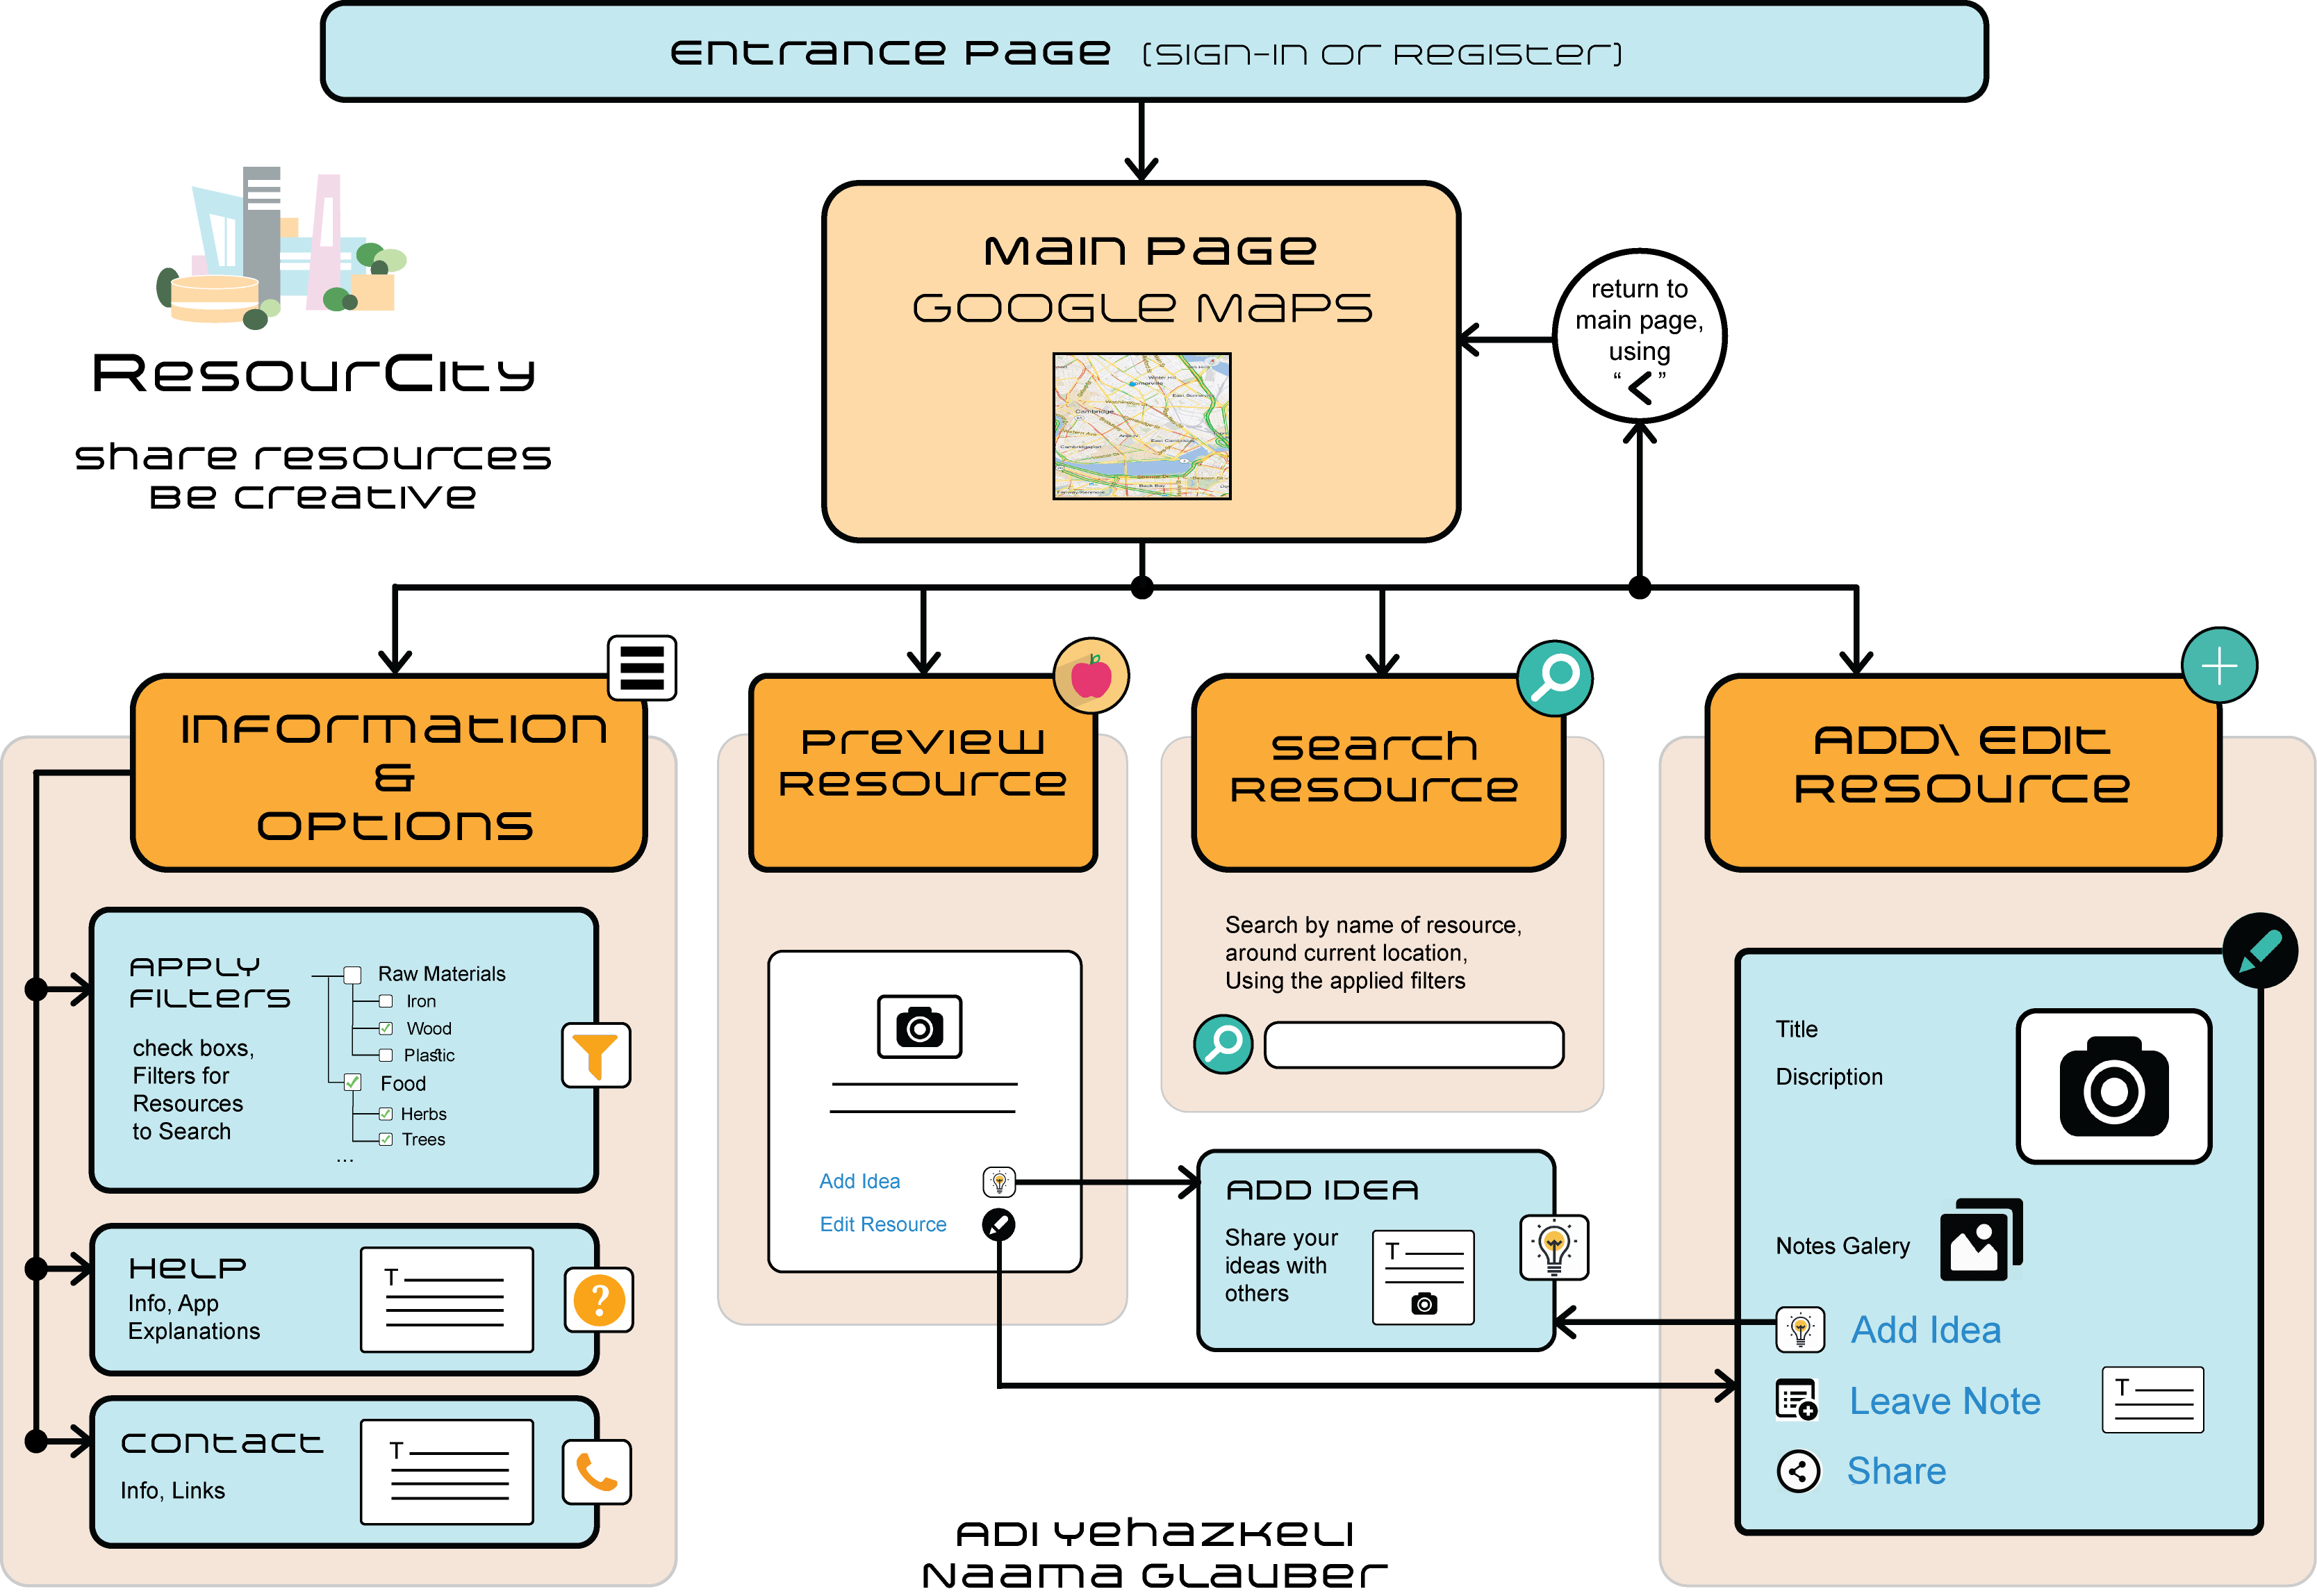 Entrance Page (Sign-in or Register)
Main Page
Google Maps
return to
main page,
using
“ < ”
ResourCity
share resources
Be creative
Cambridge
Information
&
Options
Preview
Resource
Search
Resource
ADD\ Edit
Resource
Apply
Filters
check boxs,
Filters for
Resources
to Search
Raw Materials
Iron
Wood
Plastic
Food
Herbs
Trees
...
Help
Info, App
Explanations
T
?
Contact
Info, Links
T
Add Idea
Edit Resource
Search by name of resource,
around current location,
Using the applied filters
ADD IDEA
Share your
ideas with
others
T
Title
Discription
Notes Galery
Add Idea
Leave Note
T
Share
Adi Yehazkeli
Naama Glauber